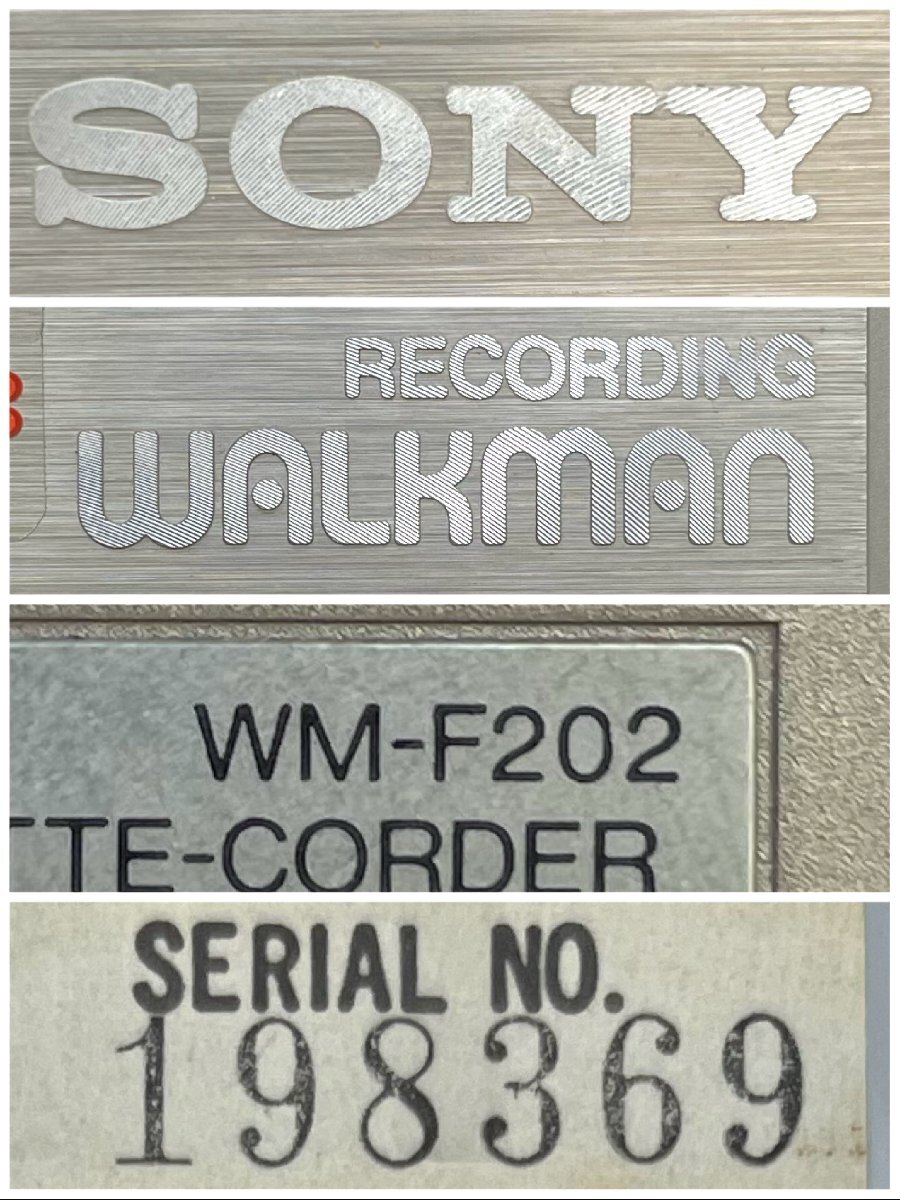 SONY
RECORDING
WALKMAN
WM-F202
TTE-CORDER
SERIAL NO.
198369